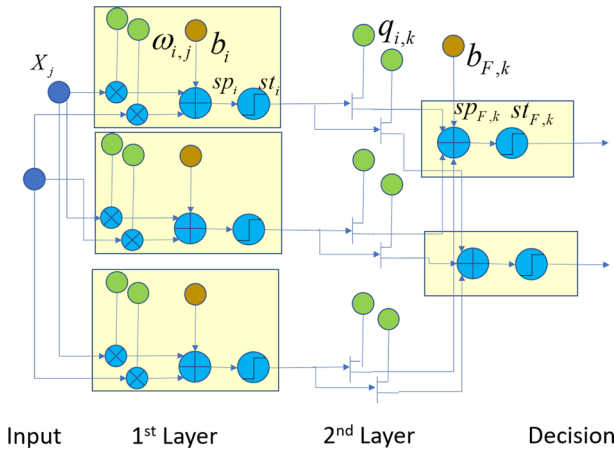 X_j
ω_{i,j}
b_i
sp_i
st_i
q_{i,k}
b_{F,k}
sp_{F,k}
st_{F,k}
Input
1st Layer
2nd Layer
Decision